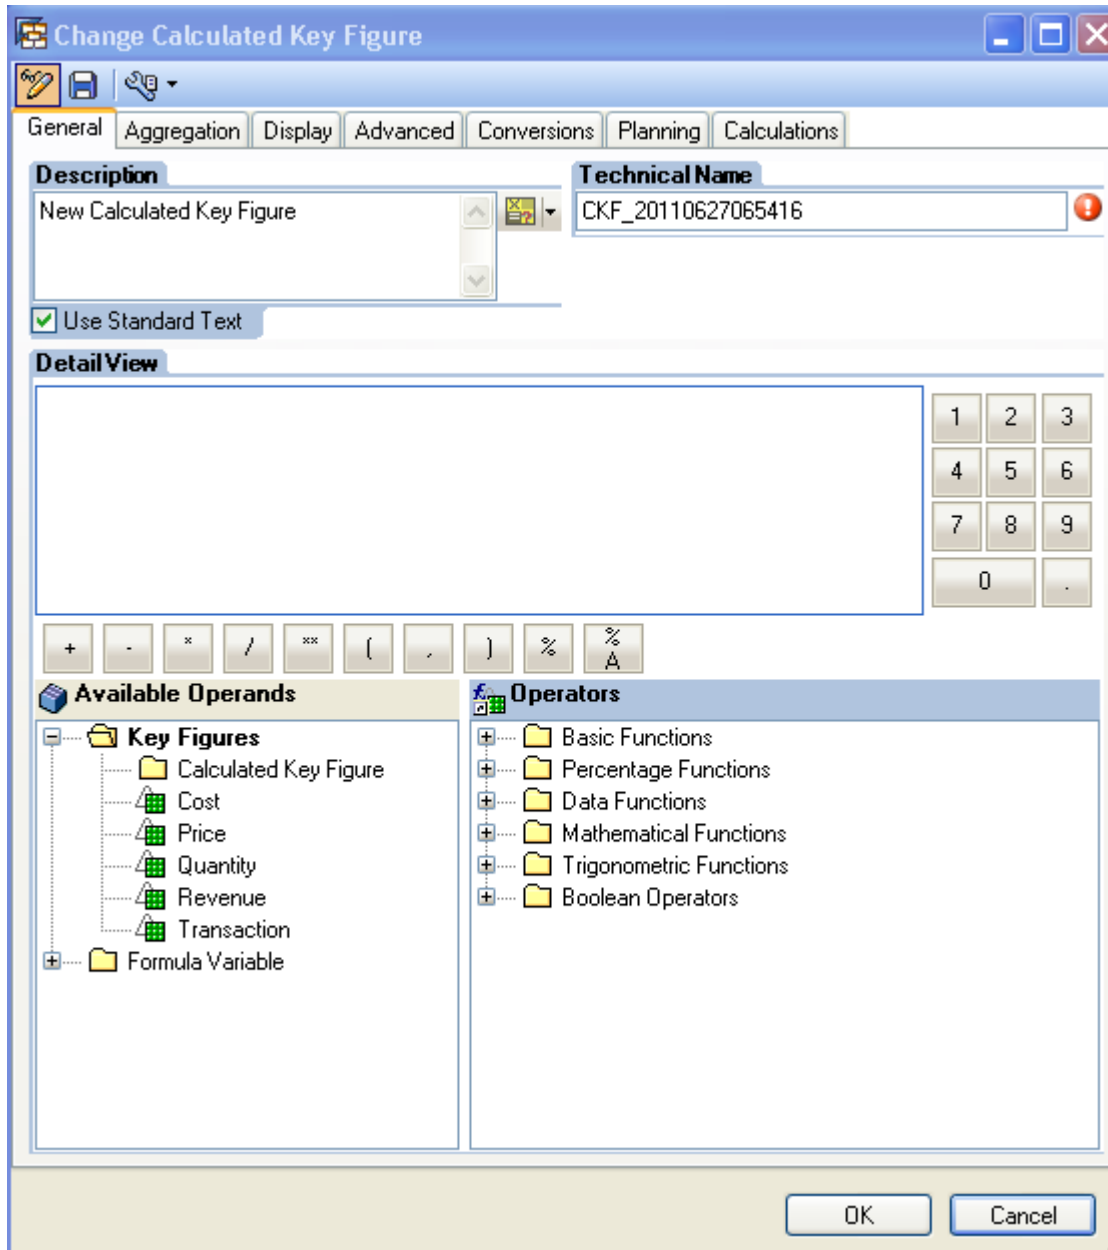 Change Calculated Key Figure
General Aggregation Display Advanced Conversions Planning Calculations
Description Technical Name
New Calculated Key Figure CKF_20110627065416
Use Standard Text
Detail View
1 2 3
4 5 6
7 8 9
0 .
+ - * / ** ( , ) % %
A
Available Operands Operators
Key Figures Basic Functions
Calculated Key Figure Percentage Functions
Cost Data Functions
Price Mathematical Functions
Quantity Trigonometric Functions
Revenue Boolean Operators
Transaction
Formula Variable
OK Cancel